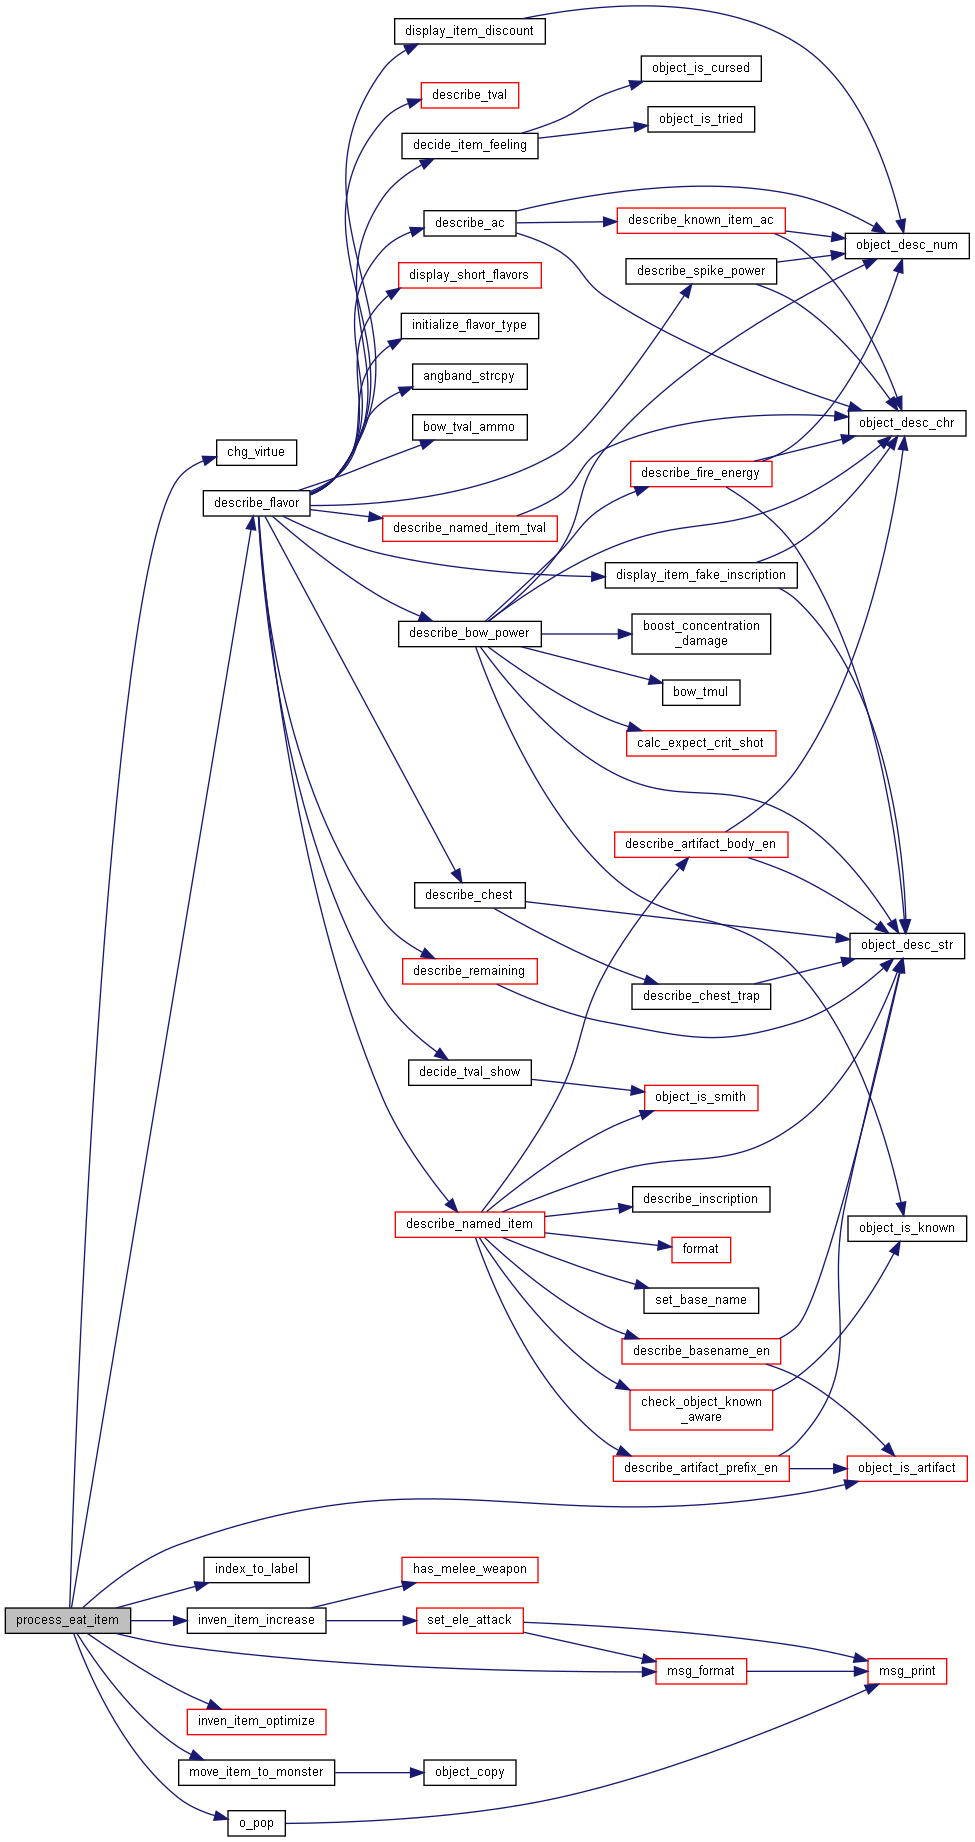 display_item_discount
object_is_cursed
describe_tval
object_is_tried
decide_item_feeling
describe_known_item_ac
describe_ac
object_desc_num
describe_spike_power
display_short_flavors
initialize_flavor_type
angband_strcpy
object_desc_chr
bow_tval_ammo
chg_virtue
describe_fire_energy
describe_flavor
describe_named_item_tval
display_item_fake_inscription
boost_concentration
_damage
describe_bow_power
bow_tmul
calc_expect_crit_shot
describe_artifact_body_en
describe_chest
object_desc_str
describe_remaining
describe_chest_trap
decide_tval_show
object_is_smith
describe_inscription
describe_named_item
object_is_known
format
set_base_name
describe_basename_en
check_object_known
_aware
describe_artifact_prefix_en
object_is_artifact
index_to_label
has_melee_weapon
process_eat_item
inven_item_increase
set_ele_attack
msg_format
msg_print
inven_item_optimize
move_item_to_monster
object_copy
o_pop